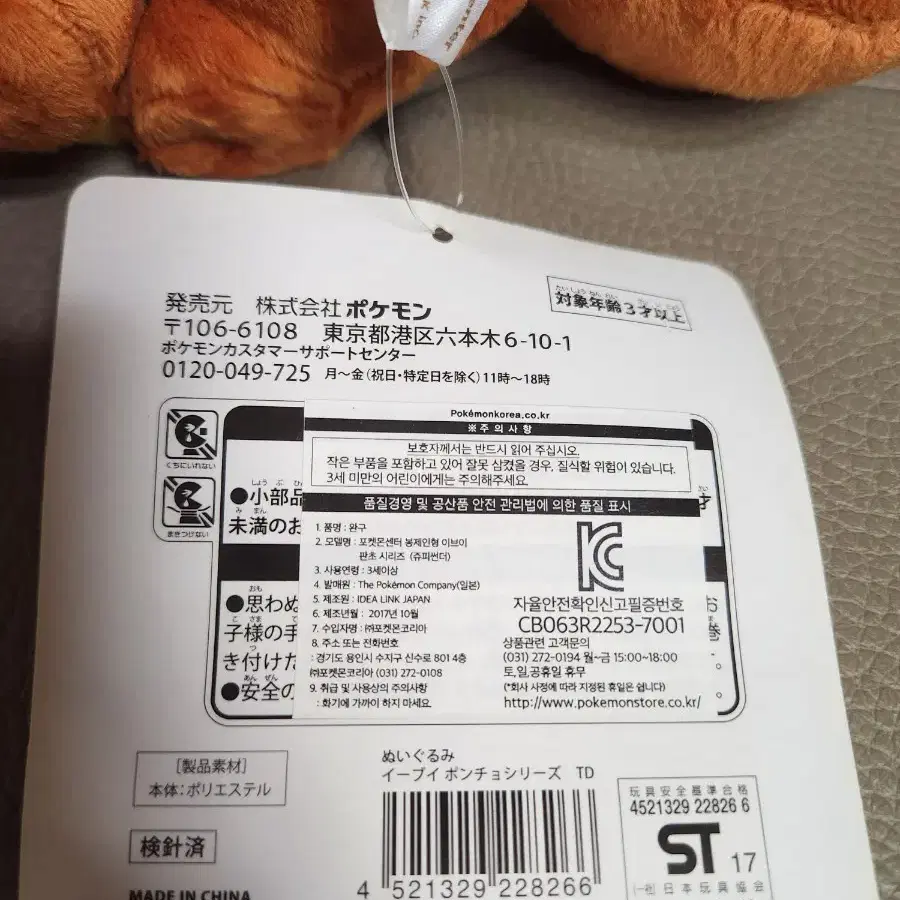 発売元 株式会社ポケモン
〒106-6108 東京都港区六本木6-10-1
ポケモンカスタマーサポートセンター
0120-049-725 月～金(祝日・特定日を除く)11時～18時
対象年齢3才以上
くちにいれない
まきつけない
●小部品
未満のお
●思わぬ
子様の手
き付けた
●安全の
Pokémonkorea.co.kr
※주의사항
보호자께서는 반드시 읽어 주십시오.
작은 부품을 포함하고 있어 잘못 삼켰을 경우, 질식할 위험이 있습니다.
3세 미만의 어린이에게는 주의해주세요.
품질경영 및 공산품 안전 관리법에 의한 품질 표시
1. 품명 : 완구
2. 모델명 : 포켓몬센터 봉제인형 이브이
판초 시리즈 (쥬피썬더)
3. 사용연령 : 3세이상
4. 발매원 : The Pokémon Company(일본)
5. 제조원 : IDEA LiNK JAPAN
6. 제조년월 : 2017년 10월
7. 수입자명 : ㈜포켓몬코리아
8. 주소 또는 전화번호
: 경기도 용인시 수지구 신수로 801 4층
㈜포켓몬코리아 (031) 272-0108
9. 취급 및 사용상의 주의사항
: 화기에 가까이 하지 마세요.
자율안전확인신고필증번호
CB063R2253-7001
상품관련 고객문의
(031) 272-0194 월~금 15:00~18:00
토,일,공휴일 휴무
(*회사 사정에 따라 지정된 휴일은 쉽니다)
http://www.pokemonstore.co.kr/
[製品素材]
本体:ポリエステル
検針済
MADE IN CHINA
ぬいぐるみ
イーブイ ポンチョシリーズ TD
4 521329 228266
玩具安全基準合格
4521329 22826 6
ST 17
(一社)日本玩具協会